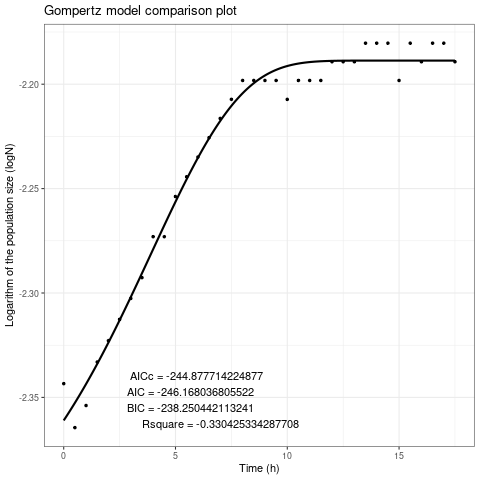 Gompertz model comparison plot
Logarithm of the population size (logN)
-2.20
-2.25
-2.30
-2.35
AICc = -244.877714224877
AIC = -246.168036805522
BIC = -238.250442113241
Rsquare = -0.330425334287708
0 5 10 15
Time (h)